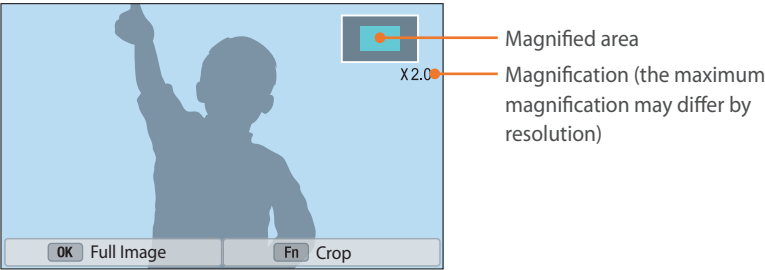 Magnified area
X 2.0
Magnification (the maximum
magnification may differ by
resolution)
OK Full Image
Fn Crop